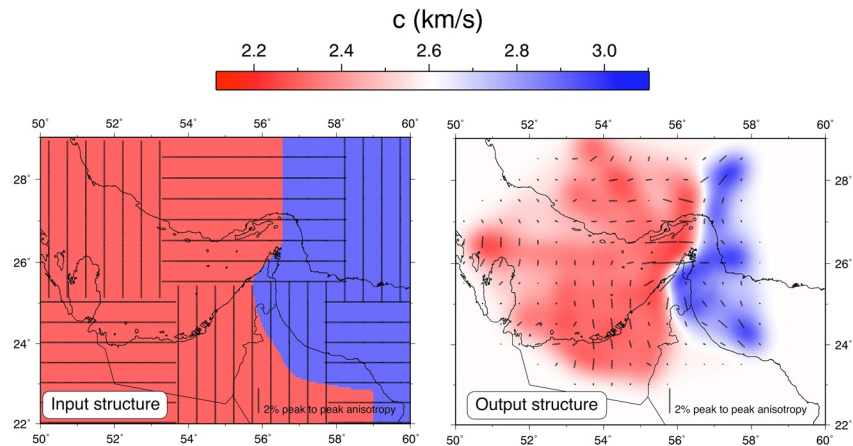 c (km/s)
2.2 2.4 2.6 2.8 3.0
50° 52° 54° 56° 58° 60° 50° 52° 54° 56° 58° 60°
28° 28°
26° 26°
24° 24°
22° 22°
Input structure
2% peak to peak anisotropy
Output structure
2% peak to peak anisotropy
50° 52° 54° 56° 58° 60° 50° 52° 54° 56° 58° 60°